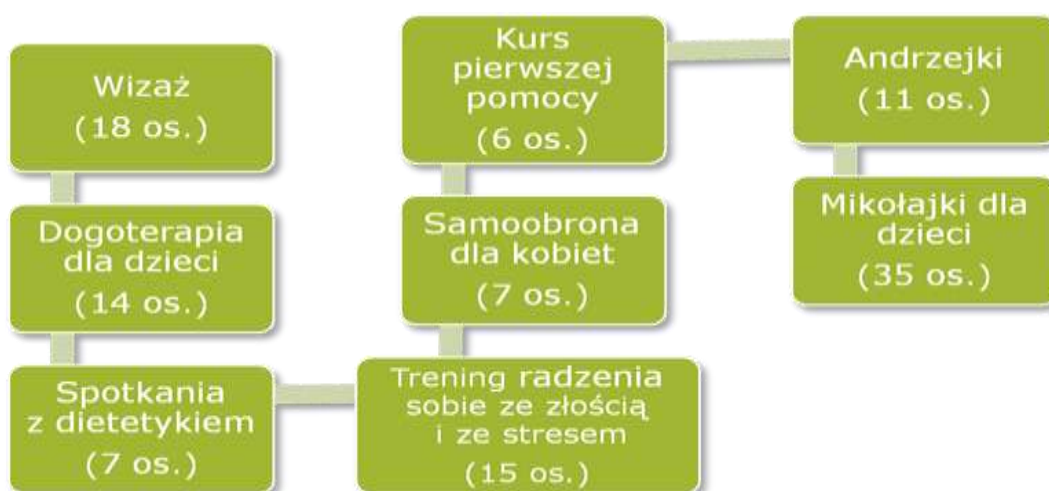 Wizaż
(18 os.)
Dogoterapia
dla dzieci
(14 os.)
Spotkania
z dietetykiem
(7 os.)
Trening radzenia
sobie ze złością
i ze stresem
(15 os.)
Samoobrona
dla kobiet
(7 os.)
Kurs
pierwszej
pomocy
(6 os.)
Andrzejki
(11 os.)
Mikołajki dla
dzieci
(35 os.)